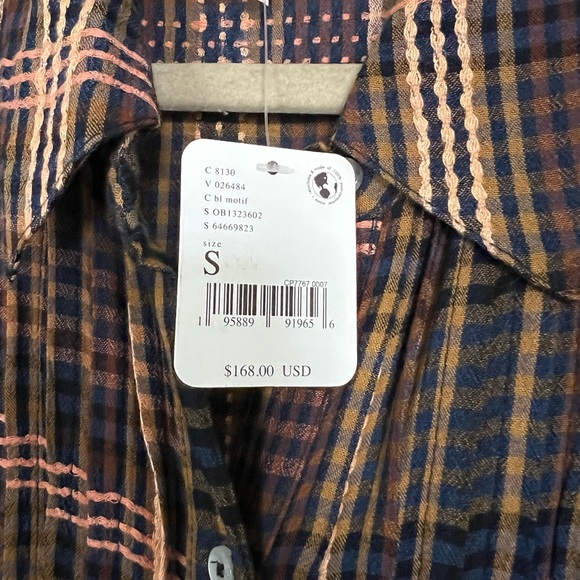 C 8130
V 026484
C bl motif
S OB1323602
S 64669823
size
S
CP7767 0007
1 95889 91965 6
$168.00 USD